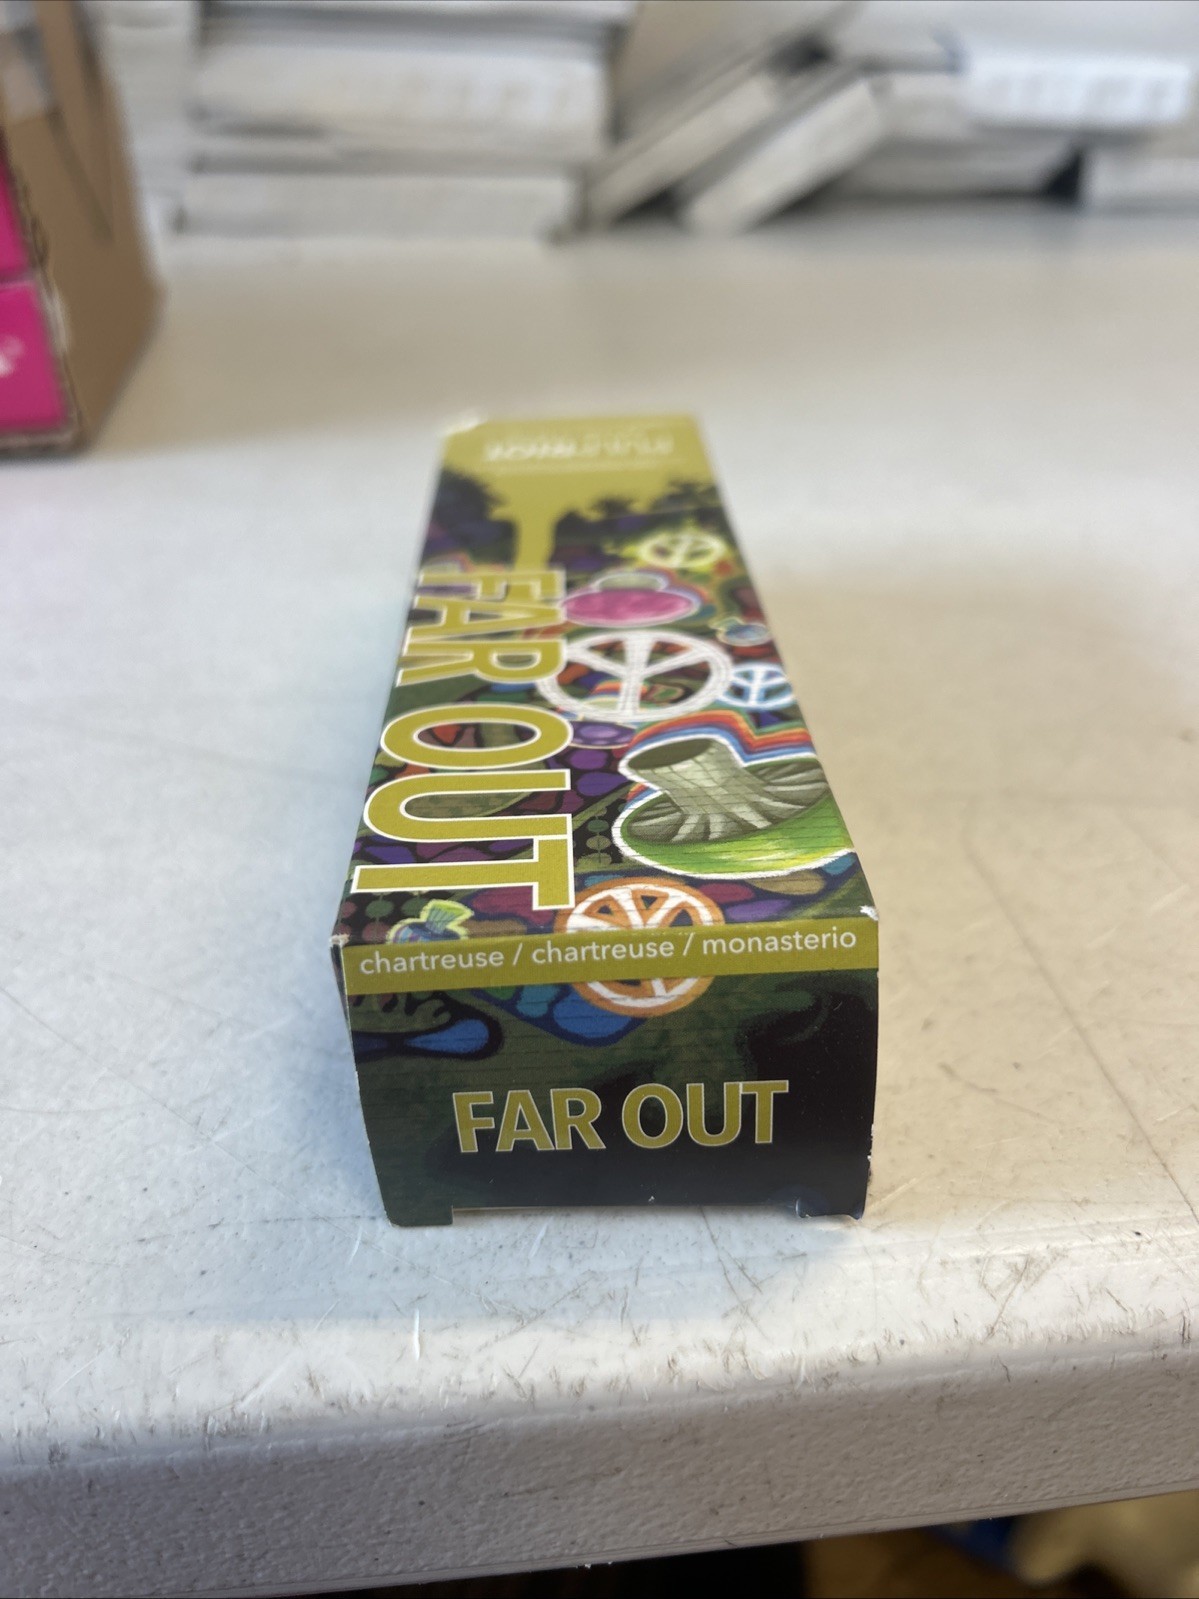 FAR OUT
chartreuse / chartreuse / monasterio
FAR OUT